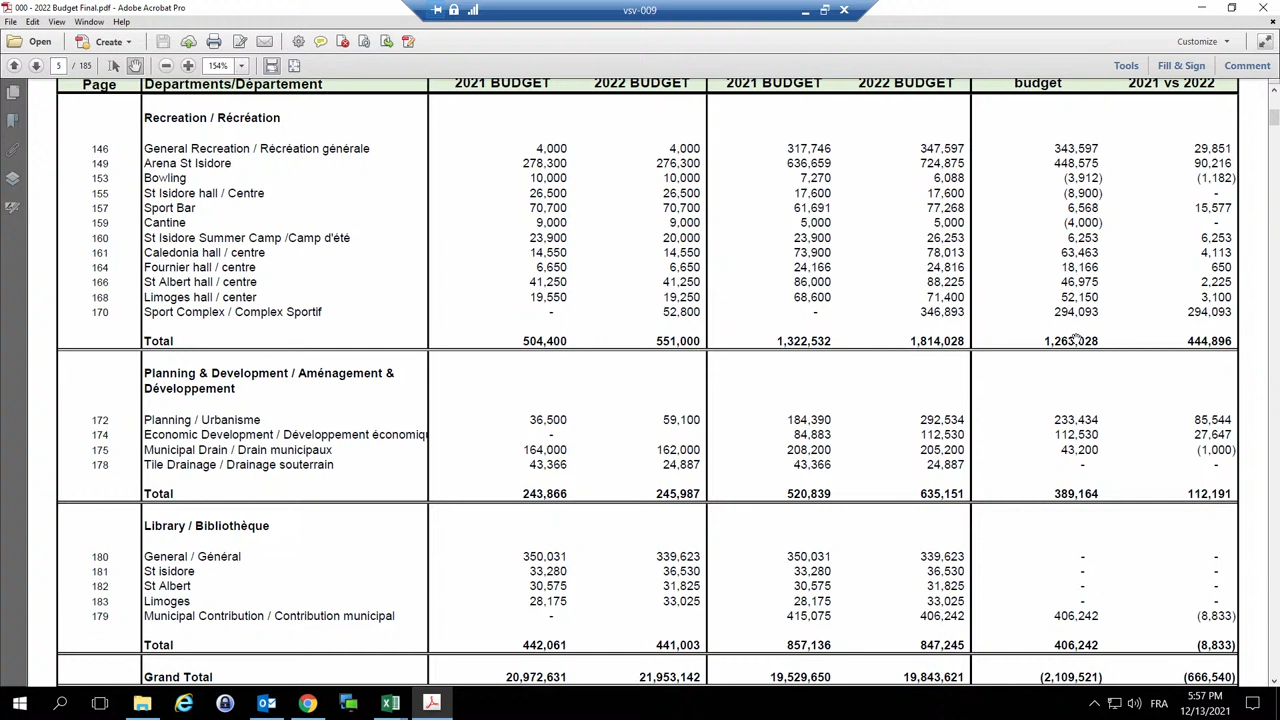 000 - 2022 Budget Final.pdf - Adobe Acrobat Pro
vsv-009
File Edit View Window Help
Open Create Customize
5 / 185 154% Tools Fill & Sign Comment
Page Departments/Département 2021 BUDGET 2022 BUDGET 2021 BUDGET 2022 BUDGET budget 2021 vs 2022
Recreation / Récréation
146 General Recreation / Récréation générale 4,000 4,000 317,746 347,597 343,597 29,851
149 Arena St Isidore 278,300 276,300 636,659 724,875 448,575 90,216
153 Bowling 10,000 10,000 7,270 6,088 (3,912) (1,182)
155 St Isidore hall / Centre 26,500 26,500 17,600 17,600 (8,900) -
157 Sport Bar 70,700 70,700 61,691 77,268 6,568 15,577
159 Cantine 9,000 9,000 5,000 5,000 (4,000) -
160 St Isidore Summer Camp /Camp d'été 23,900 20,000 23,900 26,253 6,253 6,253
161 Caledonia hall / centre 14,550 14,550 73,900 78,013 63,463 4,113
164 Fournier hall / centre 6,650 6,650 24,166 24,816 18,166 650
166 St Albert hall / centre 41,250 41,250 86,000 88,225 46,975 2,225
168 Limoges hall / center 19,550 19,250 68,600 71,400 52,150 3,100
170 Sport Complex / Complex Sportif - 52,800 - 346,893 294,093 294,093
Total 504,400 551,000 1,322,532 1,814,028 1,263,028 444,896
Planning & Development / Aménagement &
Développement
172 Planning / Urbanisme 36,500 59,100 184,390 292,534 233,434 85,544
174 Economic Development / Développement économiqu - 84,883 112,530 112,530 27,647
175 Municipal Drain / Drain municipaux 164,000 162,000 208,200 205,200 43,200 (1,000)
178 Tile Drainage / Drainage souterrain 43,366 24,887 43,366 24,887 - -
Total 243,866 245,987 520,839 635,151 389,164 112,191
Library / Bibliothèque
180 General / Général 350,031 339,623 350,031 339,623 - -
181 St isidore 33,280 36,530 33,280 36,530 - -
182 St Albert 30,575 31,825 30,575 31,825 - -
183 Limoges 28,175 33,025 28,175 33,025 - -
179 Municipal Contribution / Contribution municipal - 415,075 406,242 406,242 (8,833)
Total 442,061 441,003 857,136 847,245 406,242 (8,833)
Grand Total 20,972,631 21,953,142 19,529,650 19,843,621 (2,109,521) (666,540)
FR
5:57 PM
12/13/2021